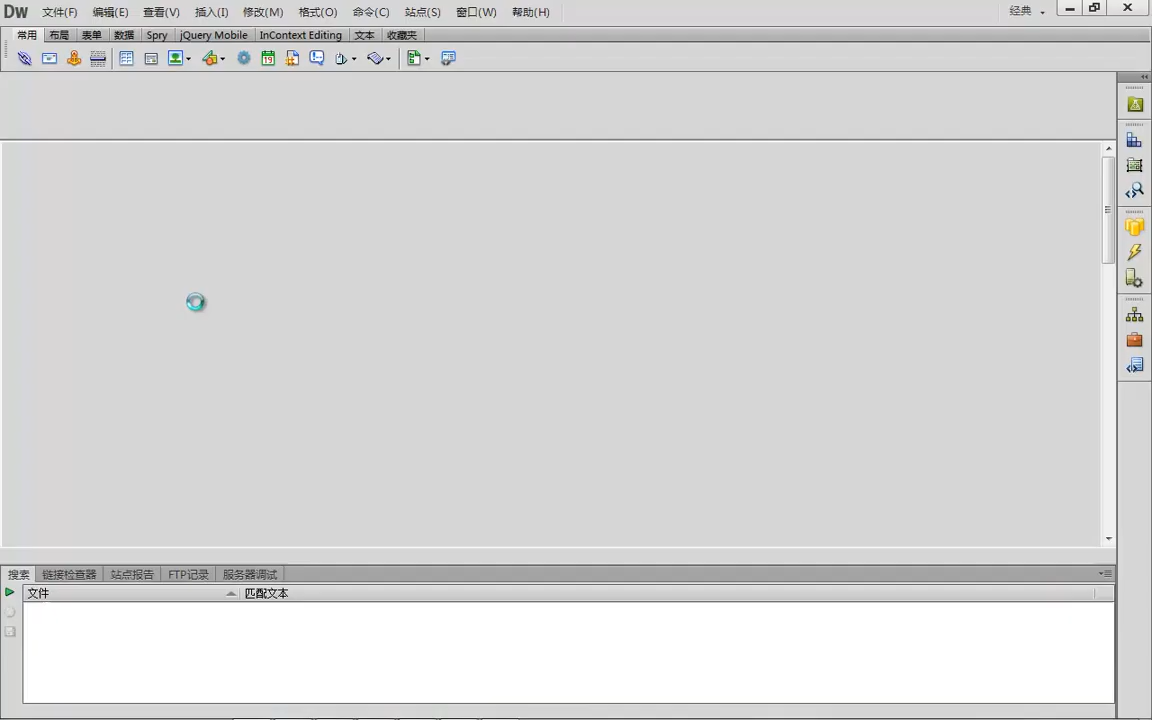 Dw 文件(F) 编辑(E) 查看(V) 插入(I) 修改(M) 格式(O) 命令(C) 站点(S) 窗口(W) 帮助(H) 经典
常用 布局 表单 数据 Spry jQuery Mobile InContext Editing 文本 收藏夹
19
搜索 链接检查器 站点报告 FTP记录 服务器调试
文件 匹配文本